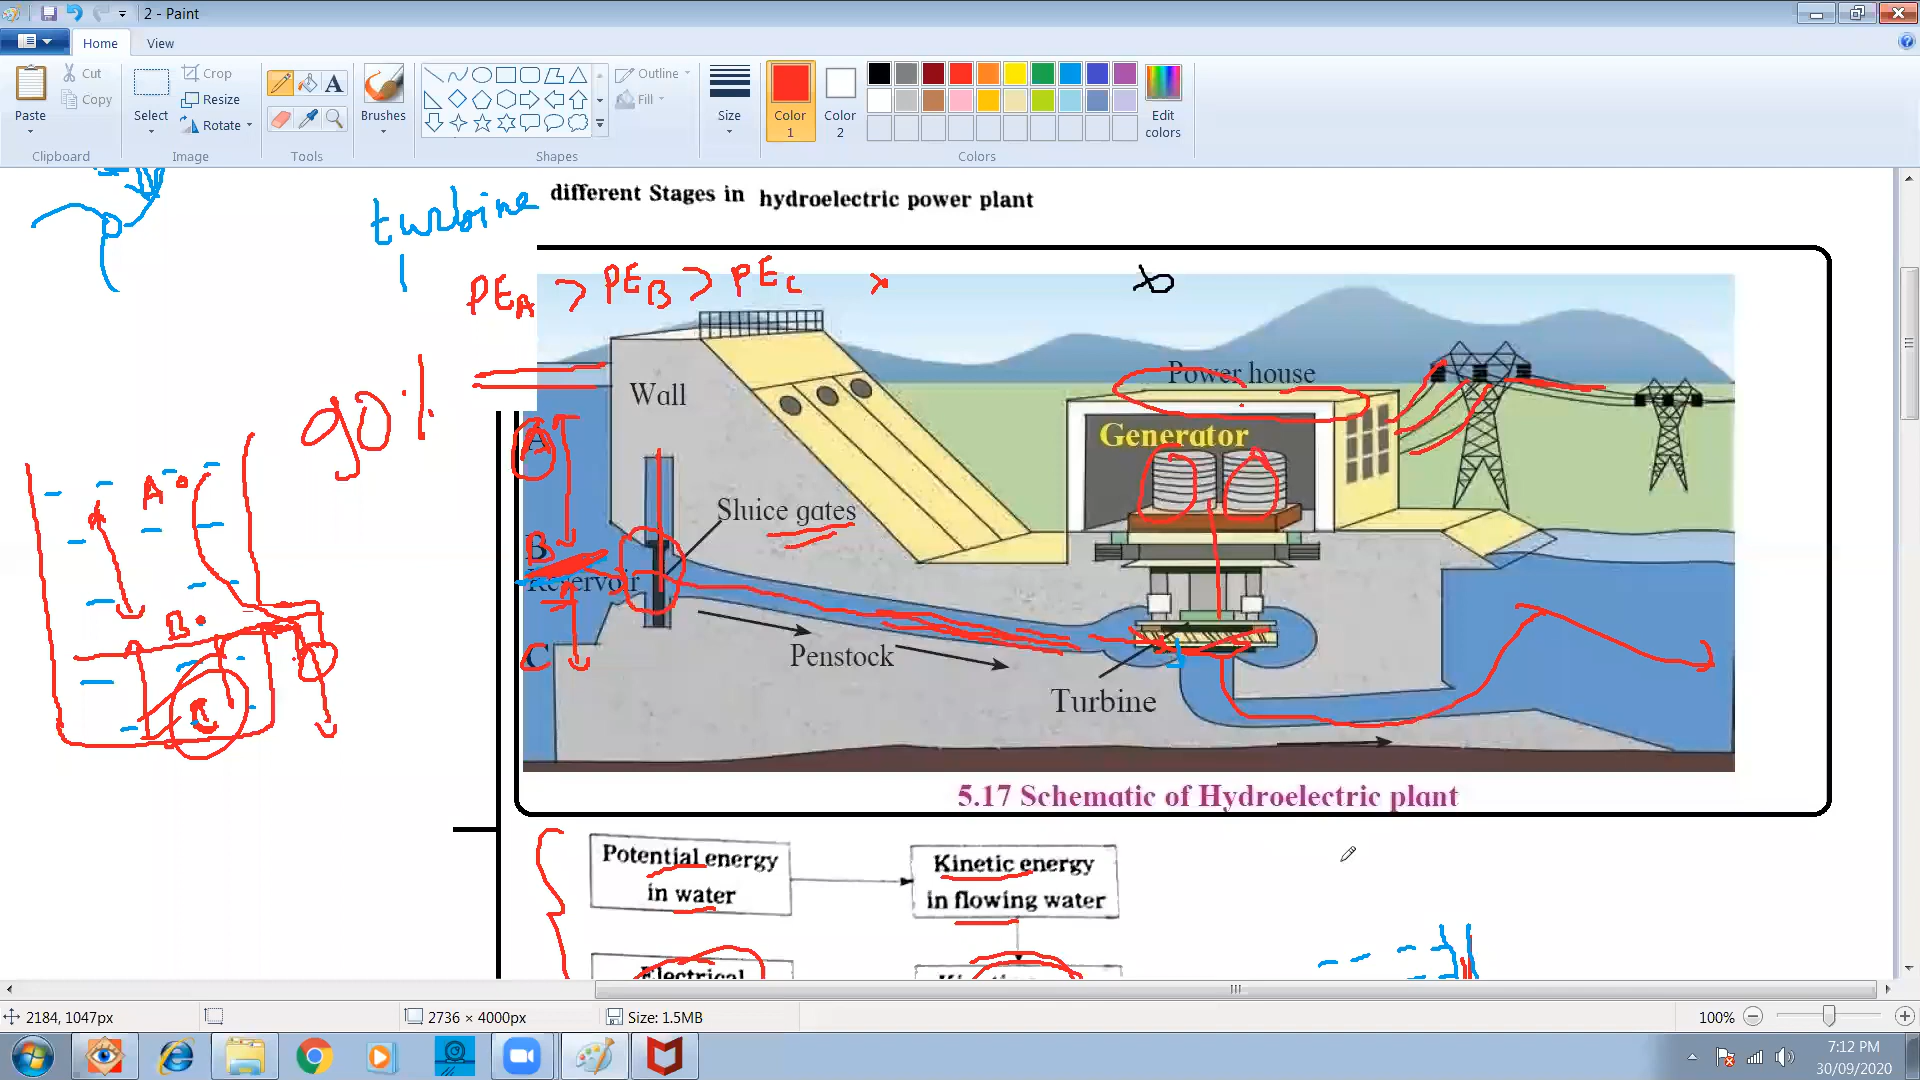 2 - Paint
Home View
Paste
Cut
Copy
Clipboard
Select
Crop
Resize
Rotate
Image
A
Tools
Brushes
Shapes
Outline
Fill
Size
Color 1
Color 2
Colors
Edit colors
turbine
different Stages in hydroelectric power plant
PEA > PEB > PEC
90%
Wall
Power house
Generator
A
Sluice gates
B
Reservoir
C
Penstock
Turbine
A
B
C
5.17 Schematic of Hydroelectric plant
Potential energy
in water
Kinetic energy
in flowing water
Electrical
2184, 1047px
2736 × 4000px
Size: 1.5MB
100%
7:12 PM
30/09/2020